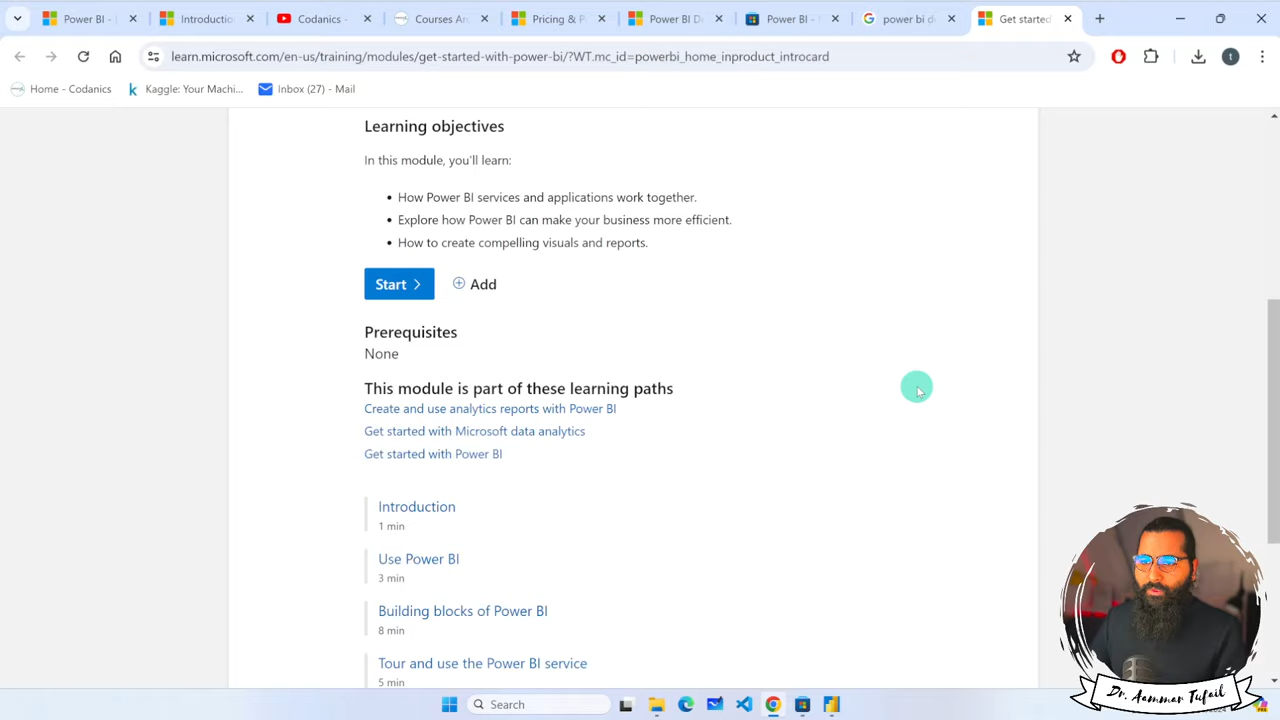 Power BI -
Introduction
Codanics -
Courses Arc
Pricing & P
Power BI De
Power BI -
power bi de
Get started
learn.microsoft.com/en-us/training/modules/get-started-with-power-bi/?WT.mc_id=powerbi_home_inproduct_introcard
t
Home - Codanics
Kaggle: Your Machi...
Inbox (27) - Mail
Learning objectives
In this module, you'll learn:
• How Power BI services and applications work together.
• Explore how Power BI can make your business more efficient.
• How to create compelling visuals and reports.
Start
Add
Prerequisites
None
This module is part of these learning paths
Create and use analytics reports with Power BI
Get started with Microsoft data analytics
Get started with Power BI
Introduction
1 min
Use Power BI
3 min
Building blocks of Power BI
8 min
Tour and use the Power BI service
5 min
Search
Dr. Aammar Tufail